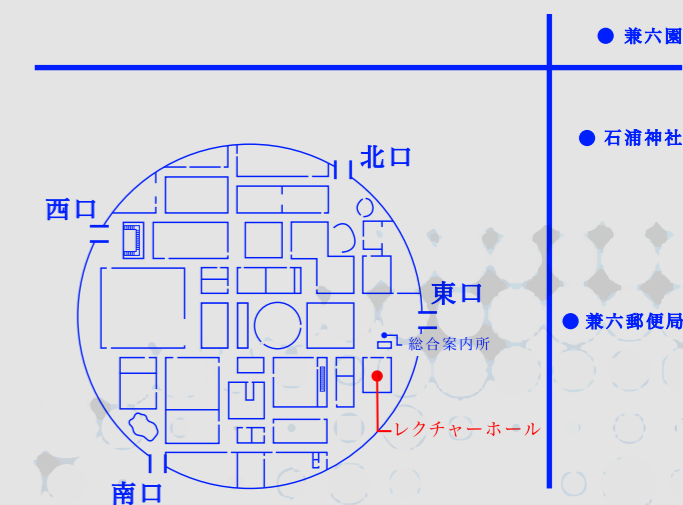 兼六園
石浦神社
北口
西口
東口
兼六郵便局
総合案内所
レクチャーホール
南口